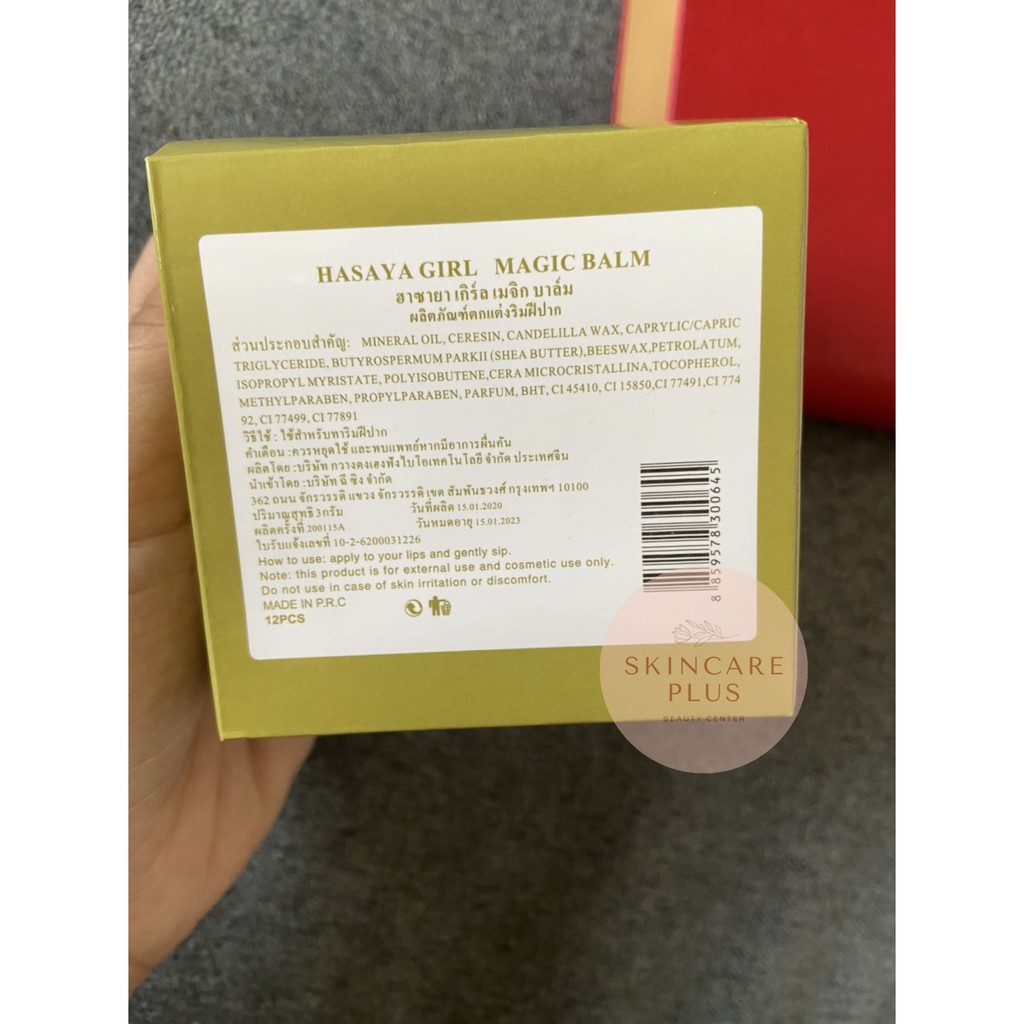 HASAYA GIRL MAGIC BALM
ฮาซายา เกิร์ล เมจิก บาล์ม
ผลิตภัณฑ์ตกแต่งริมฝีปาก
ส่วนประกอบสำคัญ: MINERAL OIL, CERESIN, CANDELILLA WAX, CAPRYLIC/CAPRIC
TRIGLYCERIDE, BUTYROSPERMUM PARKII (SHEA BUTTER),BEESWAX,PETROLATUM,
ISOPROPYL MYRISTATE, POLYISOBUTENE,CERA MICROCRISTALLINA,TOCOPHEROL,
METHYLPARABEN, PROPYLPARABEN, PARFUM, BHT, CI 45410, CI 15850,CI 77491,CI 774
92, CI 77499, CI 77891
วิธีใช้ : ใช้สำหรับทาริมฝีปาก
คำเตือน :ควรหยุดใช้ และพบแพทย์หากมีอาการผื่นคัน
ผลิตโดย :บริษัท กวางตงเฮงฟังไบโอเทคโนโลยี จำกัด ประเทศจีน
นำเข้าโดย :บริษัท ฉี ซิง จำกัด
362 ถนน จักรวรรดิ แขวง จักรวรรดิ เขต สัมพันธวงศ์ กรุงเทพฯ 10100
ปริมาณสุทธิ 3กรัม วันที่ผลิต 15.01.2020
ผลิตครั้งที่ 200115A วันหมดอายุ 15.01.2023
ใบรับแจ้งเลขที่ 10-2-6200031226
How to use: apply to your lips and gently sip.
Note: this product is for external use and cosmetic use only.
Do not use in case of skin irritation or discomfort.
MADE IN P.R.C
12PCS
8 859578 300645
SKINCARE
PLUS
BEAUTY CENTER